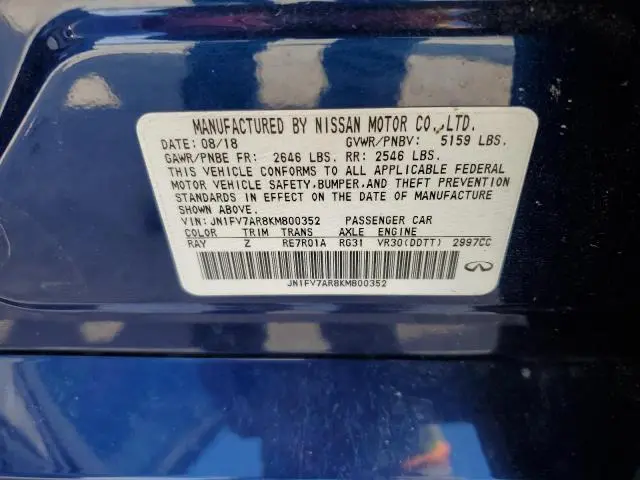 MANUFACTURED BY NISSAN MOTOR CO.,LTD.
DATE: 08/18 GVWR/PNBV: 5159 LBS.
GAWR/PNBE FR: 2646 LBS. RR: 2546 LBS.
THIS VEHICLE CONFORMS TO ALL APPLICABLE FEDERAL
MOTOR VEHICLE SAFETY,BUMPER,AND THEFT PREVENTION
STANDARDS IN EFFECT ON THE DATE OF MANUFACTURE
SHOWN ABOVE.
VIN: JN1FV7AR8KM800352 PASSENGER CAR
COLOR TRIM TRANS AXLE ENGINE
RAY Z RE7R01A RG31 VR30(DDTT) 2997CC
JN1FV7AR8KM800352